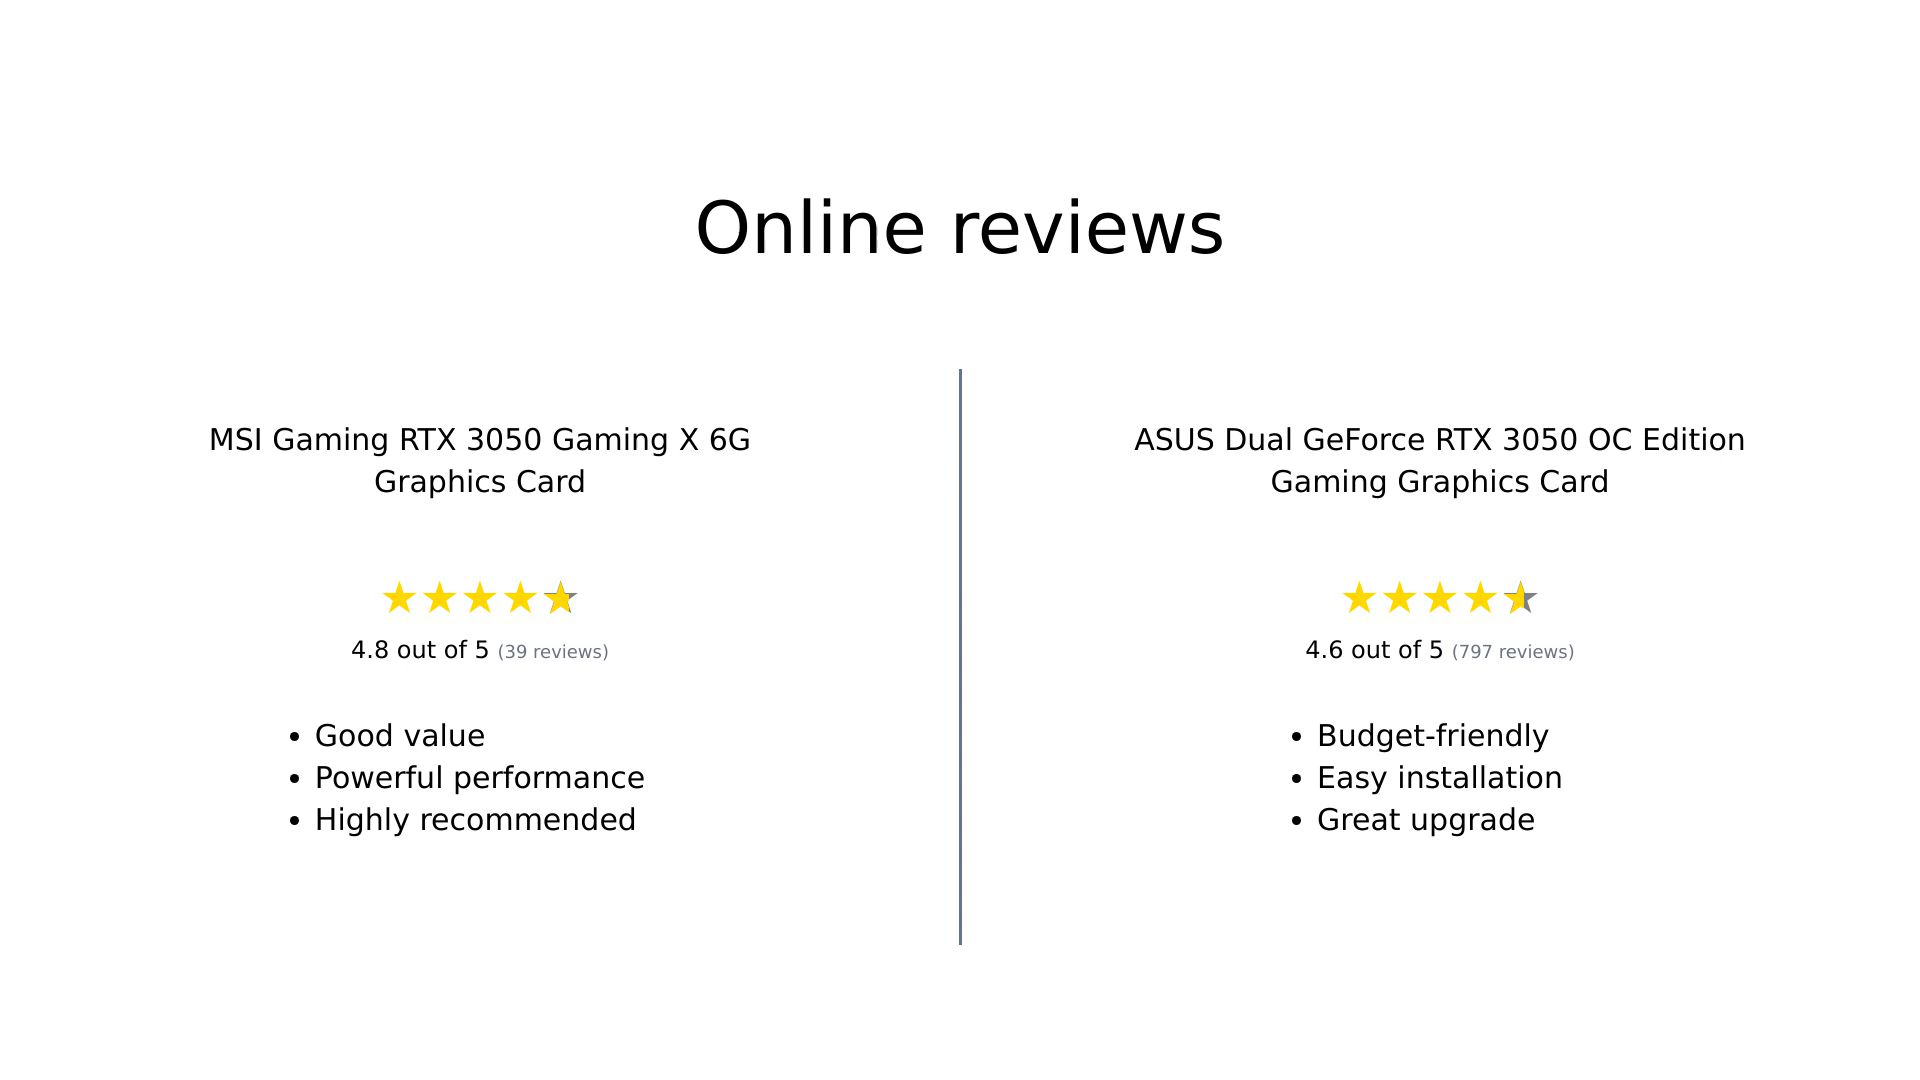 Online reviews
MSI Gaming RTX 3050 Gaming X 6G
Graphics Card
4.8 out of 5 (39 reviews)
• Good value
• Powerful performance
• Highly recommended
ASUS Dual GeForce RTX 3050 OC Edition
Gaming Graphics Card
4.6 out of 5 (797 reviews)
• Budget-friendly
• Easy installation
• Great upgrade